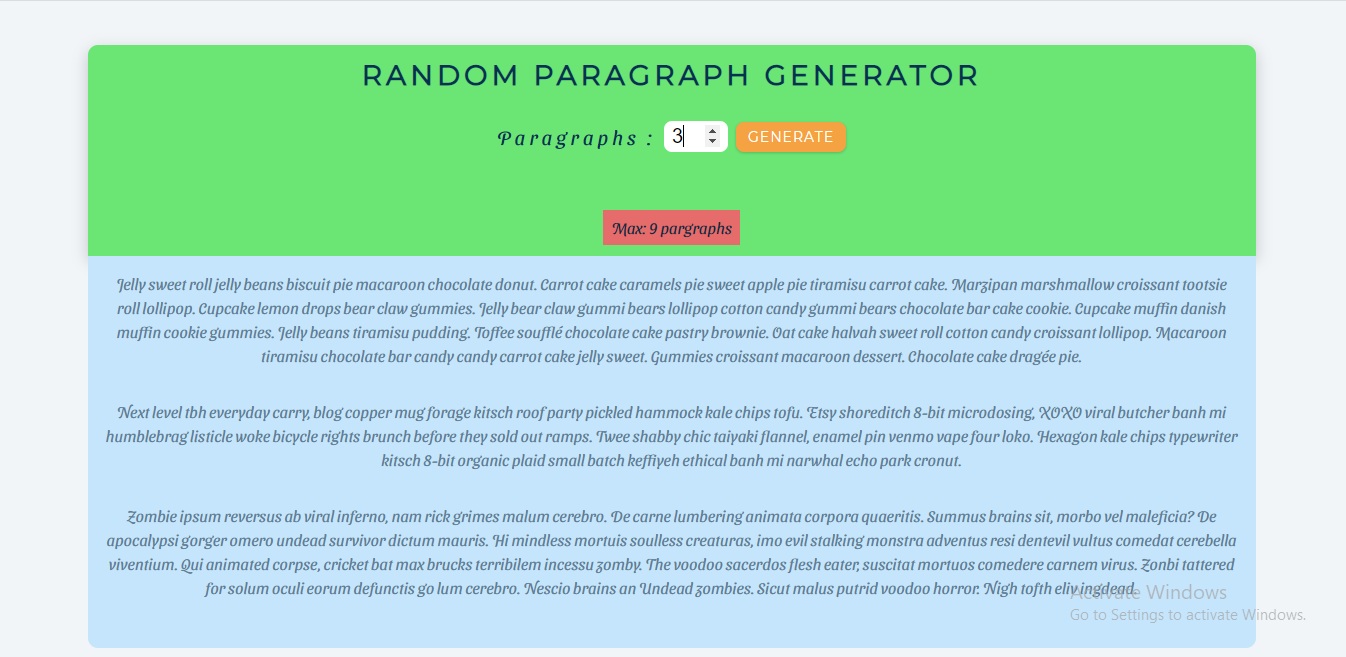 RANDOM PARAGRAPH GENERATOR
Paragraphs : 3 GENERATE
Max: 9 pargraphs
Jelly sweet roll jelly beans biscuit pie macaroon chocolate donut. Carrot cake caramels pie sweet apple pie tiramisu carrot cake. Marzipan marshmallow croissant tootsie
roll lollipop. Cupcake lemon drops bear claw gummies. Jelly bear claw gummi bears lollipop cotton candy gummi bears chocolate bar cake cookie. Cupcake muffin danish
muffin cookie gummies. Jelly beans tiramisu pudding. Toffee soufflé chocolate cake pastry brownie. Oat cake halvah sweet roll cotton candy croissant lollipop. Macaroon
tiramisu chocolate bar candy candy carrot cake jelly sweet. Gummies croissant macaroon dessert. Chocolate cake dragée pie.
Next level tbh everyday carry, blog copper mug forage kitsch roof party pickled hammock kale chips tofu. Etsy shoreditch 8-bit microdosing, XOXO viral butcher banh mi
humblebrag listicle woke bicycle rights brunch before they sold out ramps. Twee shabby chic taiyaki flannel, enamel pin venmo vape four loko. Hexagon kale chips typewriter
kitsch 8-bit organic plaid small batch keffiyeh ethical banh mi narwhal echo park cronut.
Zombie ipsum reversus ab viral inferno, nam rick grimes malum cerebro. De carne lumbering animata corpora quaeritis. Summus brains sit, morbo vel maleficia? De
apocalypsi gorger omero undead survivor dictum mauris. Hi mindless mortuis soulless creaturas, imo evil stalking monstra adventus resi dentevil vultus comedat cerebella
viventium. Qui animated corpse, cricket bat max brucks terribilem incessu zomby. The voodoo sacerdos flesh eater, suscitat mortuos comedere carnem virus. Zonbi tattered
for solum oculi eorum defunctis go lum cerebro. Nescio brains an Undead zombies. Sicut malus putrid voodoo horror. Nigh tofth eliv ingdead.
Activate Windows
Go to Settings to activate Windows.